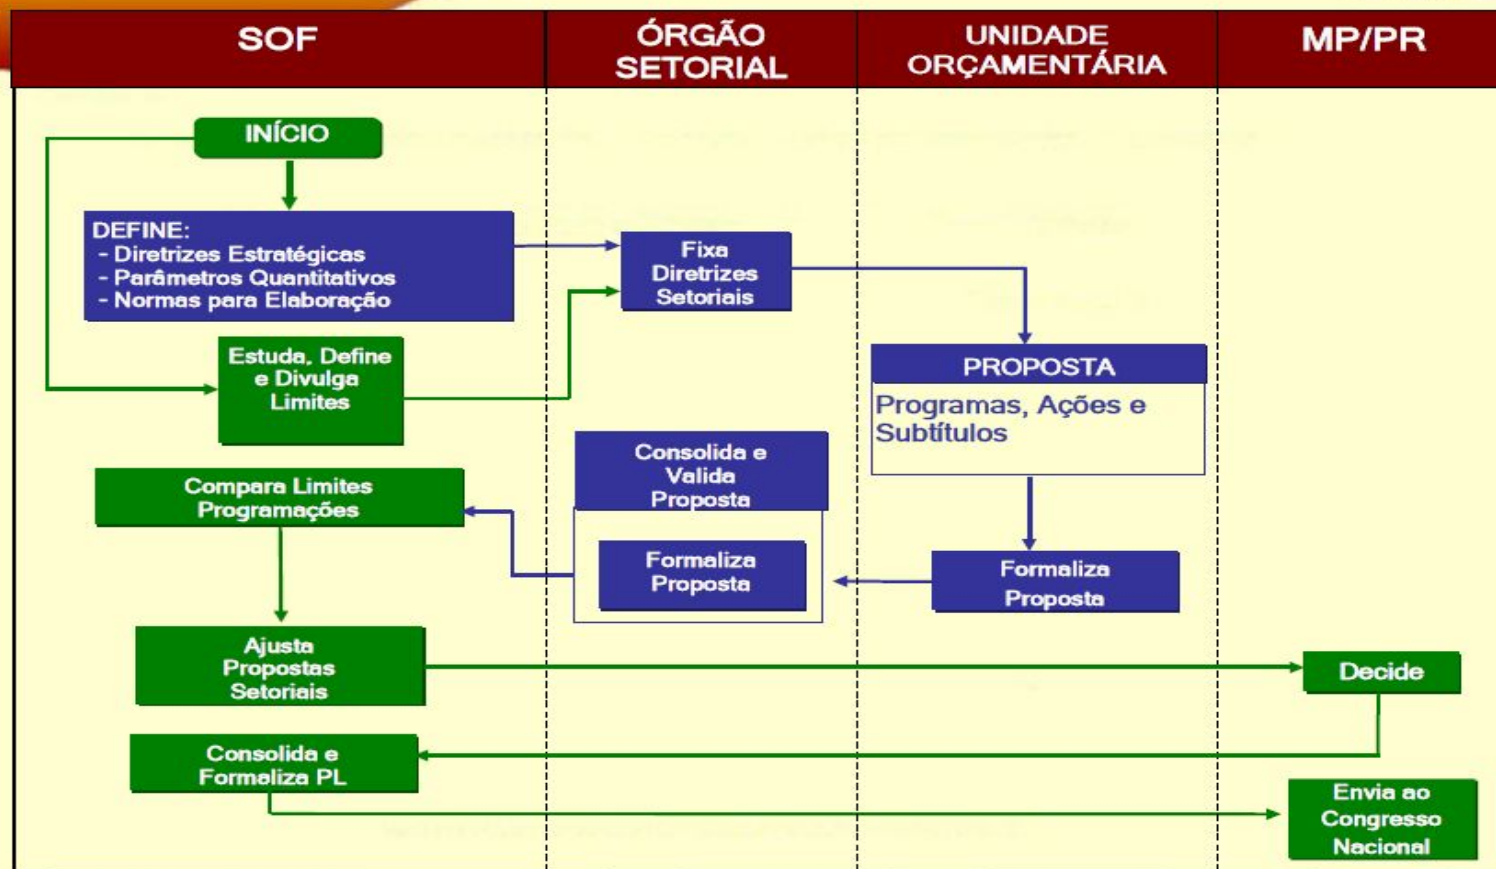 SOF
ÓRGÃO
SETORIAL
UNIDADE
ORÇAMENTÁRIA
MP/PR
INÍCIO
DEFINE:
- Diretrizes Estratégicas
- Parâmetros Quantitativos
- Normas para Elaboração
Fixa
Diretrizes
Setoriais
Estuda, Define
e Divulga
Limites
PROPOSTA
Programas, Ações e
Subtítulos
Consolida e
Valida
Proposta
Compara Limites
Programações
Formaliza
Proposta
Formaliza
Proposta
Ajusta
Propostas
Setoriais
Decide
Consolida e
Formaliza PL
Envia ao
Congresso
Nacional